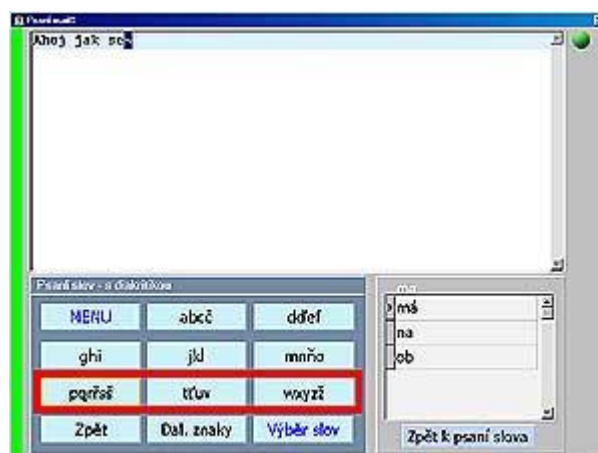 Ahoj jak se
Psaní slov - s diakritikou
MENU abcč dďef
ghi jkl mnňo
pqrřsš tťuv wxyzž
Zpět Dal. znaky Výběr slov
má
na
ob
Zpět k psaní slova